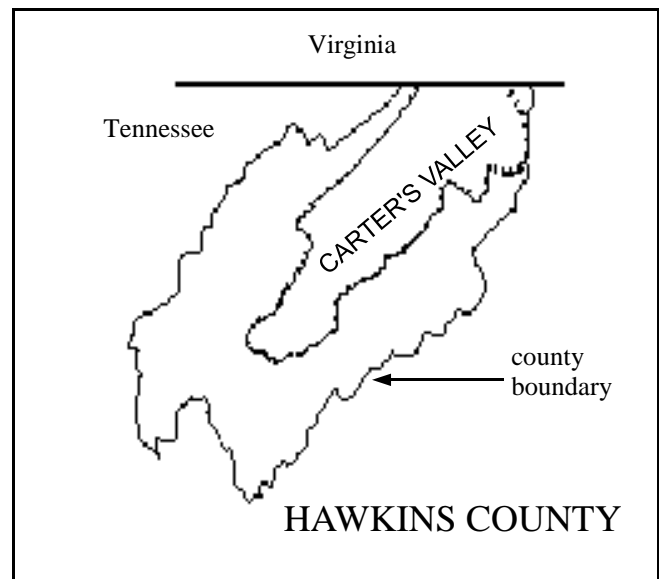 Virginia
Tennessee
CARTER'S VALLEY
county
boundary
HAWKINS COUNTY